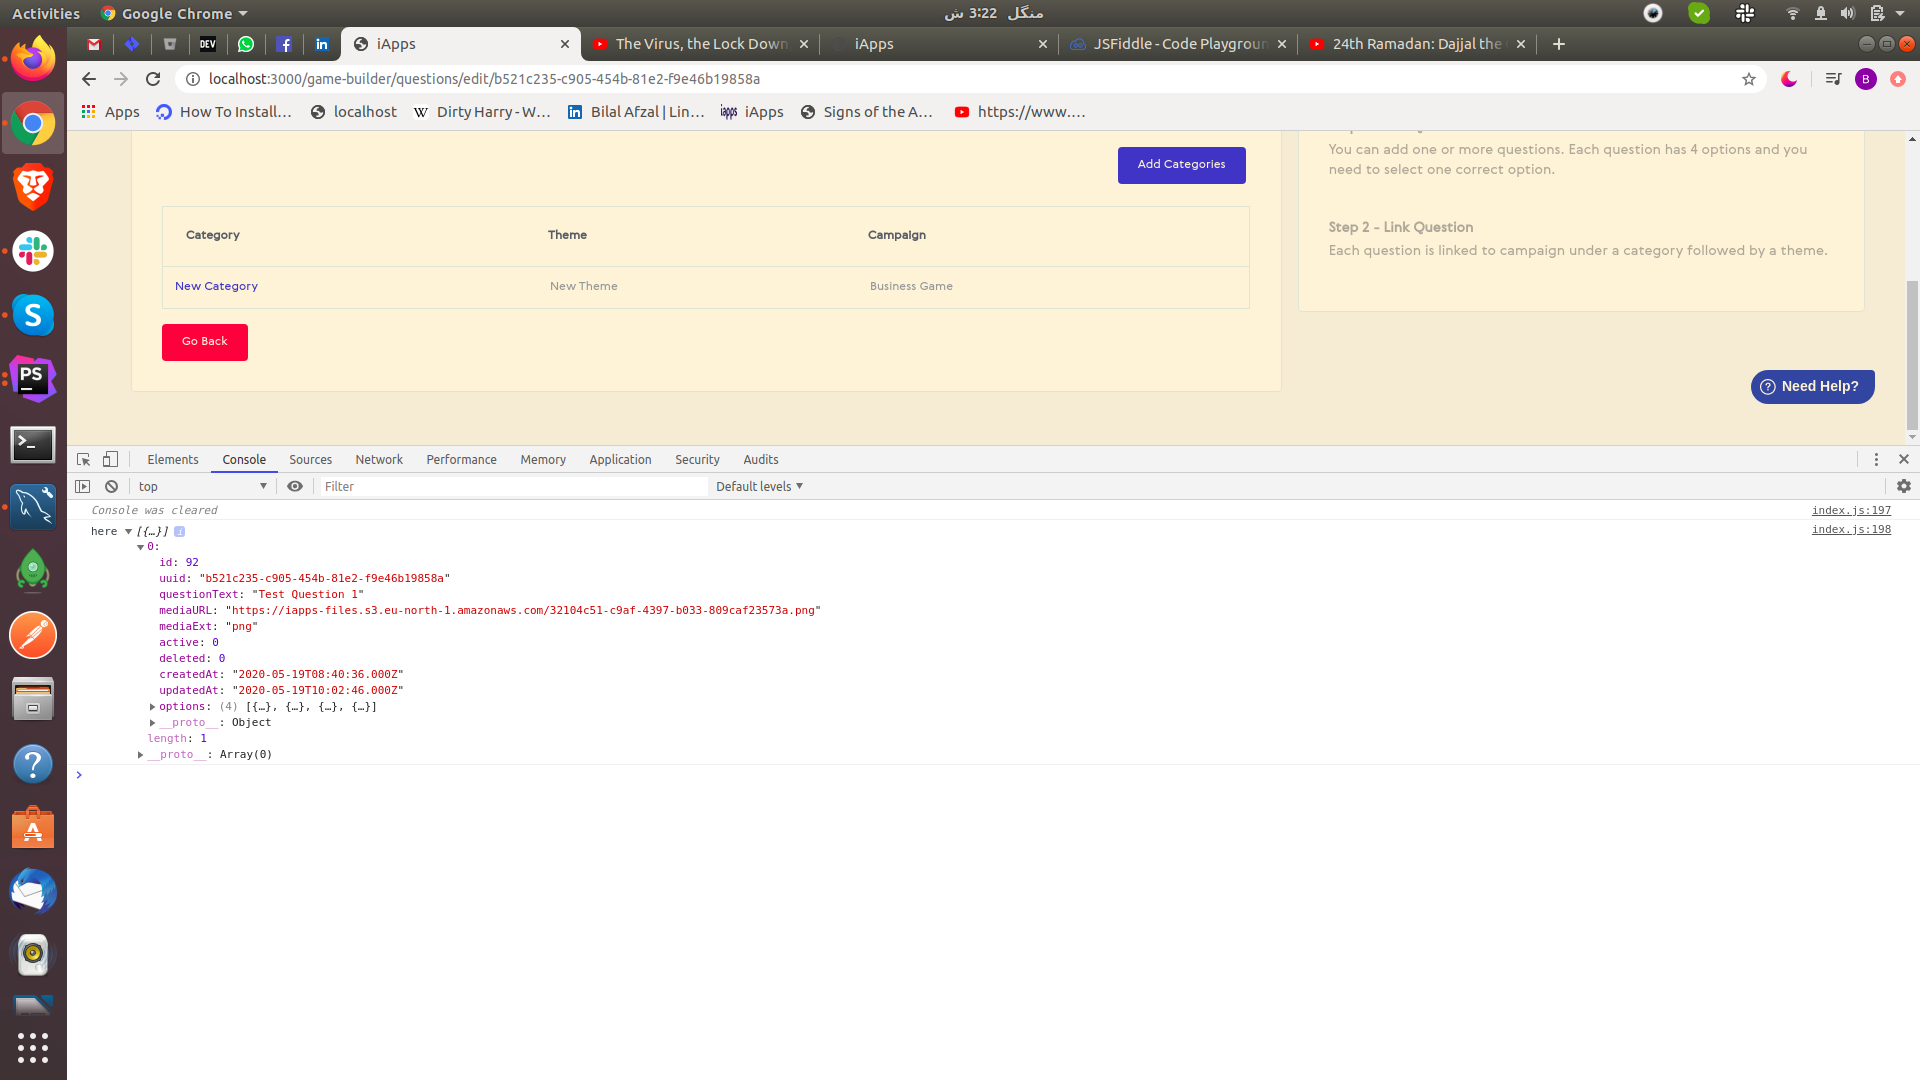 Activities
Google Chrome
منگل 3:22 ش
iApps
The Virus, the Lock Down
iApps
JSFiddle - Code Playgroun
24th Ramadan: Dajjal the
localhost:3000/game-builder/questions/edit/b521c235-c905-454b-81e2-f9e46b19858a
B
Apps
How To Install...
localhost
W
Dirty Harry - W...
Bilal Afzal | Lin...
iApps
Signs of the A...
https://www....
Add Categories
Category Theme Campaign
New Category New Theme Business Game
Go Back
You can add one or more questions. Each question has 4 options and you
need to select one correct option.
Step 2 - Link Question
Each question is linked to campaign under a category followed by a theme.
Need Help?
Elements Console Sources Network Performance Memory Application Security Audits
top
Filter
Default levels
Console was cleared index.js:197
here [{…}] i index.js:198
0:
id: 92
uuid: "b521c235-c905-454b-81e2-f9e46b19858a"
questionText: "Test Question 1"
mediaURL: "https://iapps-files.s3.eu-north-1.amazonaws.com/32104c51-c9af-4397-b033-809caf23573a.png"
mediaExt: "png"
active: 0
deleted: 0
createdAt: "2020-05-19T08:40:36.000Z"
updatedAt: "2020-05-19T10:02:46.000Z"
options: (4) [{…}, {…}, {…}, {…}]
__proto__: Object
length: 1
__proto__: Array(0)